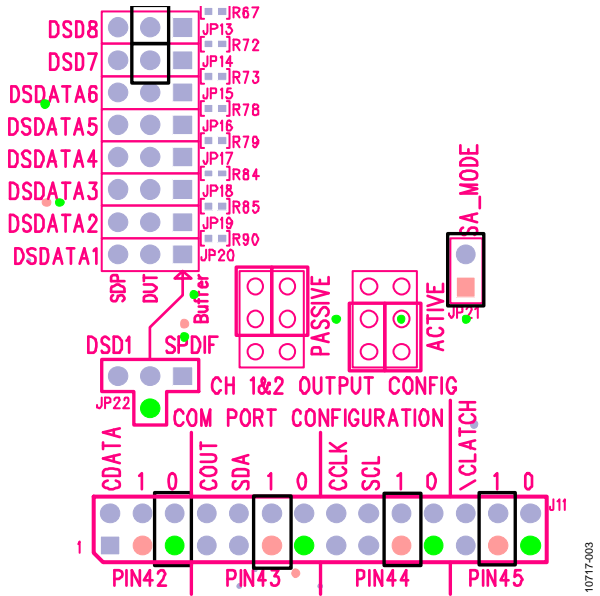 DSD8 R67
JP13
R72
DSD7 JP14
R73
DSDATA6 JP15
R78
DSDATA5 JP16
R79
DSDATA4 JP17
R84
DSDATA3 JP18
R85
DSDATA2 JP19
R90
DSDATA1 JP20
SDP
DUT
Buffer
SA_MODE
JP21
PASSIVE
ACTIVE
DSD1 SPDIF
JP22
CH 1&2 OUTPUT CONFIG
COM PORT CONFIGURATION
CDATA 1 0 COUT SDA 1 0 CCLK SCL 1 0 \CLATCH 1 0
J11
1
PIN42 PIN43 PIN44 PIN45
10717-003